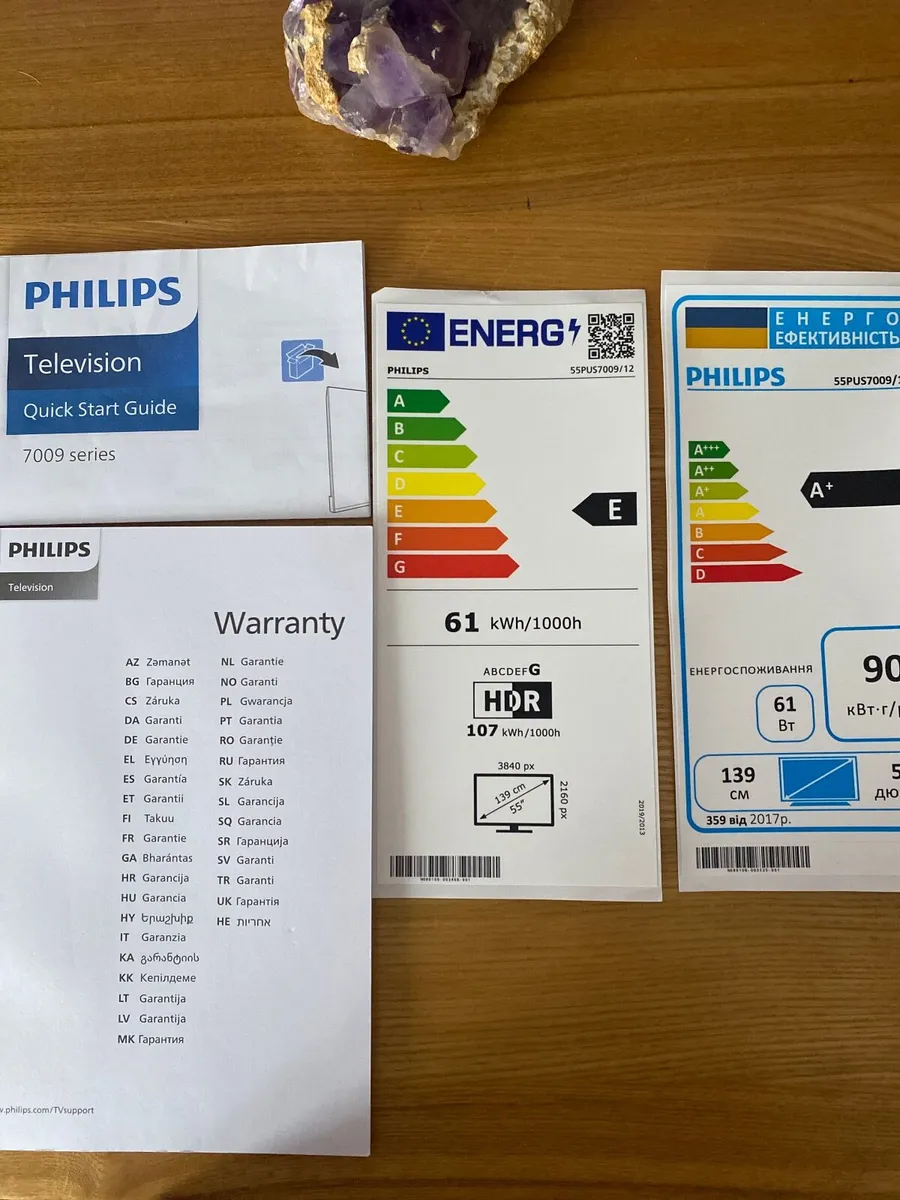 PHILIPS
Television
Quick Start Guide
7009 series
PHILIPS
Television
Warranty
AZ Zəmanət
BG Гаранция
CS Záruka
DA Garanti
DE Garantie
EL Εγγύηση
ES Garantía
ET Garantii
FI Takuu
FR Garantie
GA Bharántas
HR Garancija
HU Garancia
HY Երաշխիք
IT Garanzia
KA გარანტიის
KK Кепілдеме
LT Garantija
LV Garantija
MK Гаранција
NL Garantie
NO Garanti
PL Gwarancja
PT Garantia
RO Garanție
RU Гарантия
SK Záruka
SL Garancija
SQ Garancia
SR Гаранција
SV Garanti
TR Garanti
UK Гарантія
HE אחריות
.philips.com/TVsupport
ENERG
PHILIPS
55PUS7009/12
A
B
C
D
E
F
G
E
61 kWh/1000h
ABCDEFG
HDR
107 kWh/1000h
3840 px
139 cm
55"
2160 px
2019/2013
ЕНЕРГО
ЕФЕКТИВНІСТЬ
PHILIPS
55PUS7009/1
A+++
A++
A+
A
B
C
D
A+
ЕНЕРГОСПОЖИВАННЯ
61
Вт
90
кВт·г/р
139
см
5
дю
359 від 2017р.